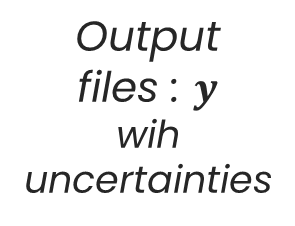 Output
files : y
wih
uncertainties